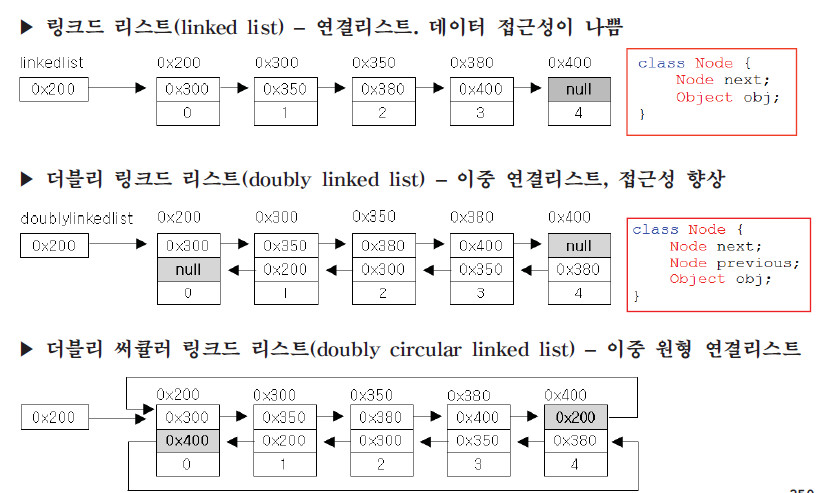 ▶ 링크드 리스트(linked list) – 연결리스트. 데이터 접근성이 나쁨
linkedlist 0x200 0x300 0x350 0x380 0x400
0x200 0x300 0x350 0x380 0x400 null
0 1 2 3 4
class Node {
Node next;
Object obj;
}
▶ 더블리 링크드 리스트(doubly linked list) – 이중 연결리스트, 접근성 향상
doublylinkedlist 0x200 0x300 0x350 0x380 0x400
0x200 0x300 0x350 0x380 0x400 null
null 0x200 0x300 0x350 0x380
0 1 2 3 4
class Node {
Node next;
Node previous;
Object obj;
}
▶ 더블리 써큘러 링크드 리스트(doubly circular linked list) – 이중 원형 연결리스트
0x200 0x300 0x350 0x380 0x400
0x200 0x300 0x350 0x380 0x400 0x200
0x400 0x200 0x300 0x350 0x380
0 1 2 3 4